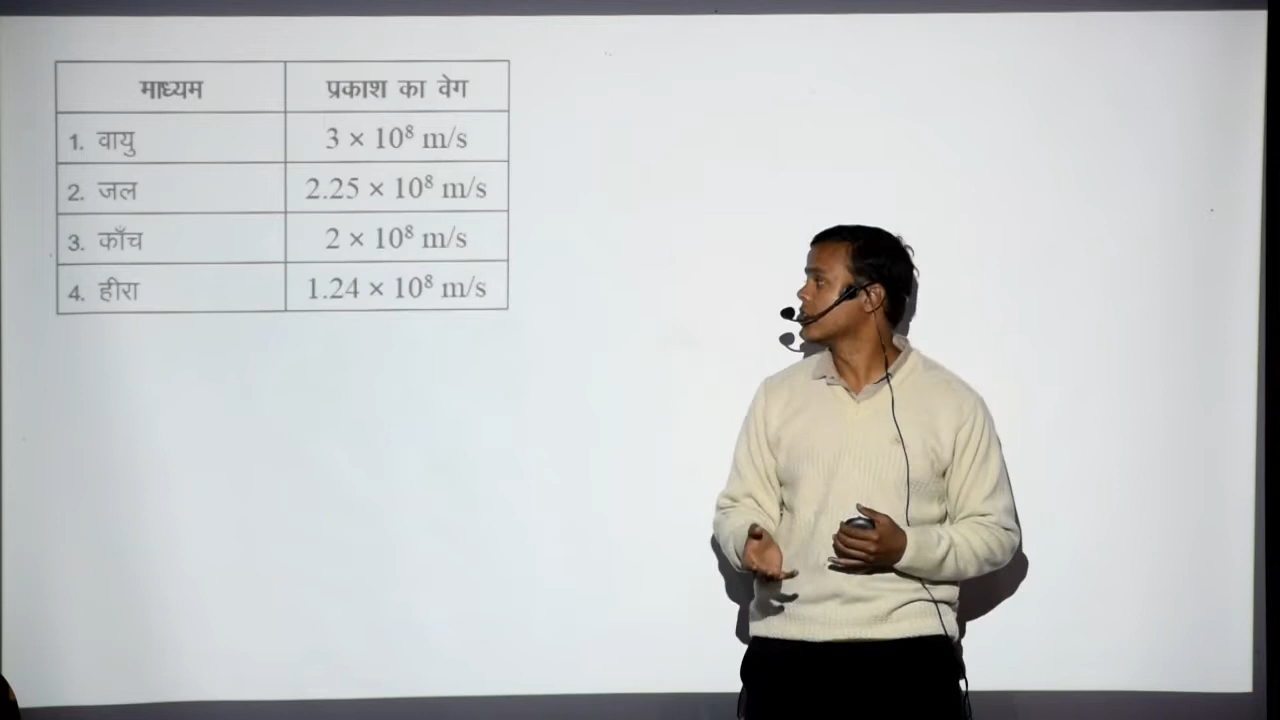 माध्यम प्रकाश का वेग
1. वायु 3 × 10⁸ m/s
2. जल 2.25 × 10⁸ m/s
3. काँच 2 × 10⁸ m/s
4. हीरा 1.24 × 10⁸ m/s